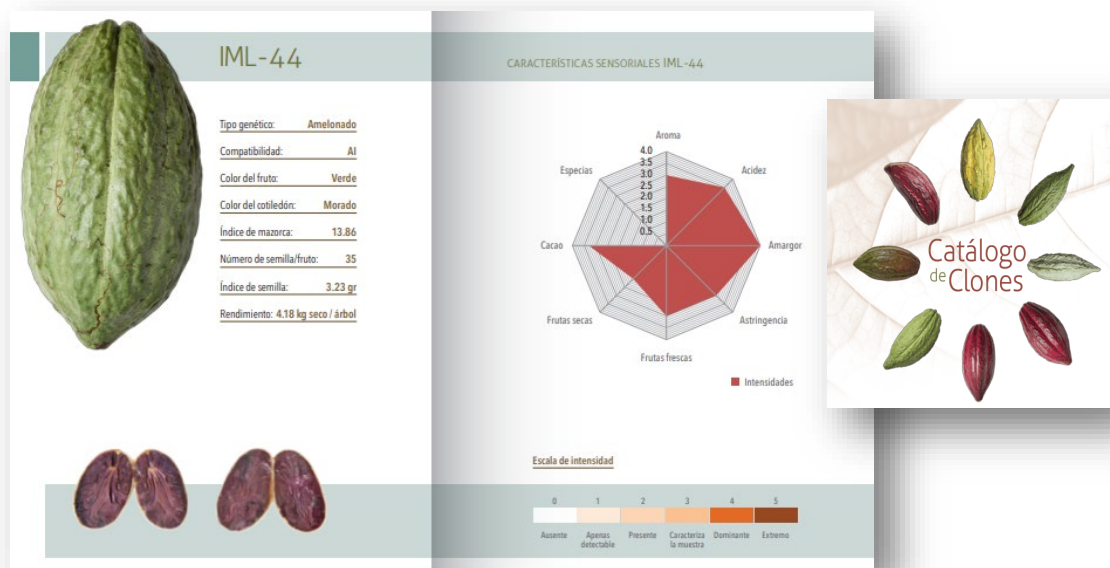 IML-44
Tipo genético: Amelonado
Compatibilidad: AI
Color del fruto: Verde
Color del cotiledón: Morado
Índice de mazorca: 13.86
Número de semilla/fruto: 35
Índice de semilla: 3.23 gr
Rendimiento: 4.18 kg seco / árbol
CARACTERÍSTICAS SENSORIALES IML-44
Aroma
4.0
3.5
3.0
2.5
2.0
1.5
1.0
0.5
Acidez
Amargor
Astringencia
Frutas frescas
Frutas secas
Cacao
Especias
Intensidades
Escala de intensidad
0 1 2 3 4 5
Ausente Apenas Presente Caracteriza Dominante Extremo
detectable la muestra
Catálogo
de Clones